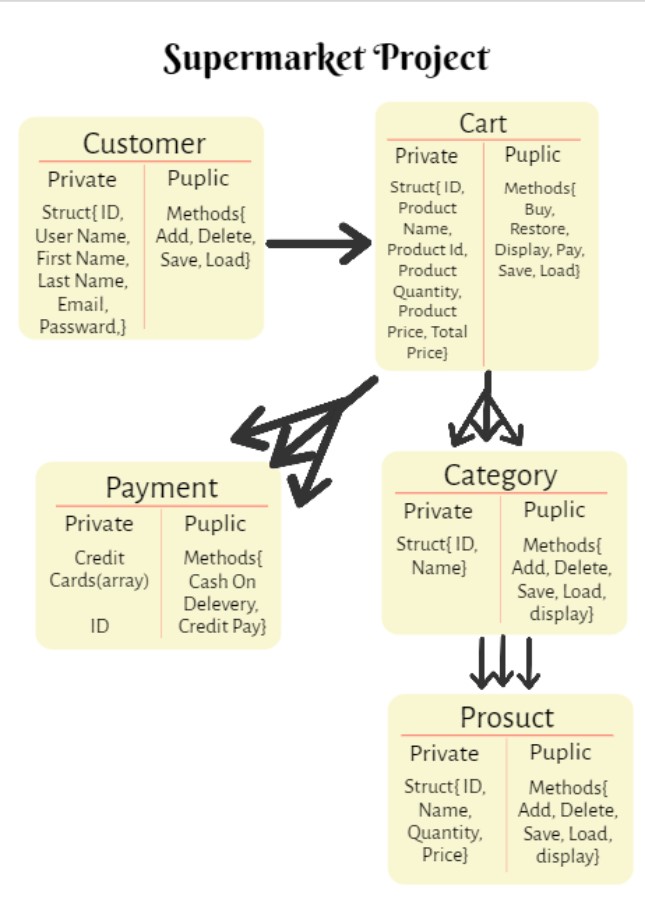 Supermarket Project
Customer
Private
Struct{ ID,
User Name,
First Name,
Last Name,
Email,
Password,}
Puplic
Methods{
Add, Delete,
Save, Load}
Cart
Private
Struct{ ID,
Product
Name,
Product Id,
Product
Quantity,
Product
Price, Total
Price}
Puplic
Methods{
Buy,
Restore,
Display, Pay,
Save, Load}
Payment
Private
Credit
Cards(array)
ID
Puplic
Methods{
Cash On
Delevery,
Credit Pay}
Category
Private
Struct{ ID,
Name}
Puplic
Methods{
Add, Delete,
Save, Load,
display}
Prosuct
Private
Struct{ ID,
Name,
Quantity,
Price}
Puplic
Methods{
Add, Delete,
Save, Load,
display}